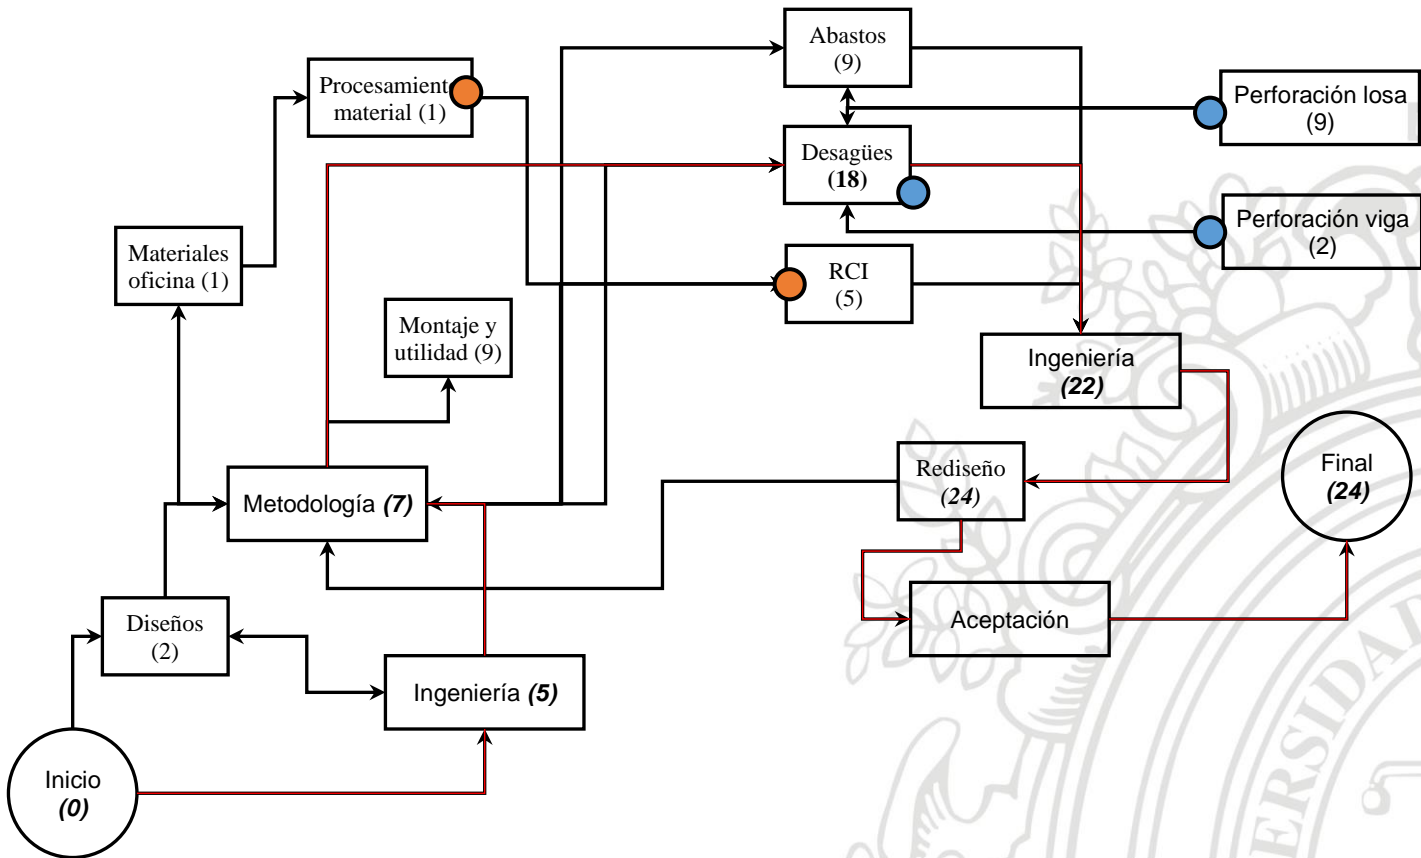 Abastos
(9)
Procesamient
material (1)
Perforación losa
(9)
Desagües
(18)
Perforación viga
(2)
Materiales
oficina (1)
RCI
(5)
Montaje y
utilidad (9)
Ingeniería
(22)
Final
(24)
Rediseño
(24)
Metodología (7)
Diseños
(2)
Aceptación
Ingeniería (5)
Inicio
(0)
ERSIDAD